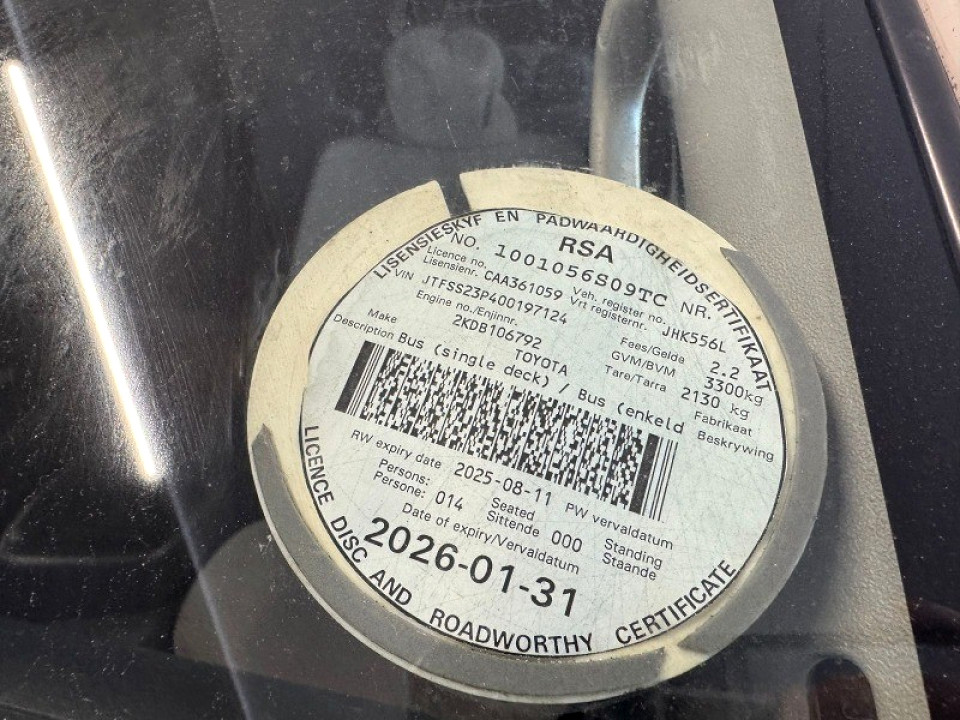 LISENSIESKYF EN PADWAARDIGHEIDSERTIFIKAAT
RSA
NO. 1001056S09TC NR.
Licence no. CAA361059 Veh. register no. JHK556L
Lisensienr. Vrt registernr.
VIN JTFSS23P400197124
Engine no./Enjinnr. 2KDB106792
Fees/Gelde 2.2
GVM/BVM 3300kg
Tare/Tarra 2130 kg
Make TOYOTA Fabrikaat
Description Bus (single deck) / Bus (enkeld Beskrywing
RW expiry date 2025-08-11 PW vervaldatum
Persons: 014 Seated 000 Standing
Persone: Sittende Staande
Date of expiry/Vervaldatum
2026-01-31
LICENCE DISC AND ROADWORTHY CERTIFICATE